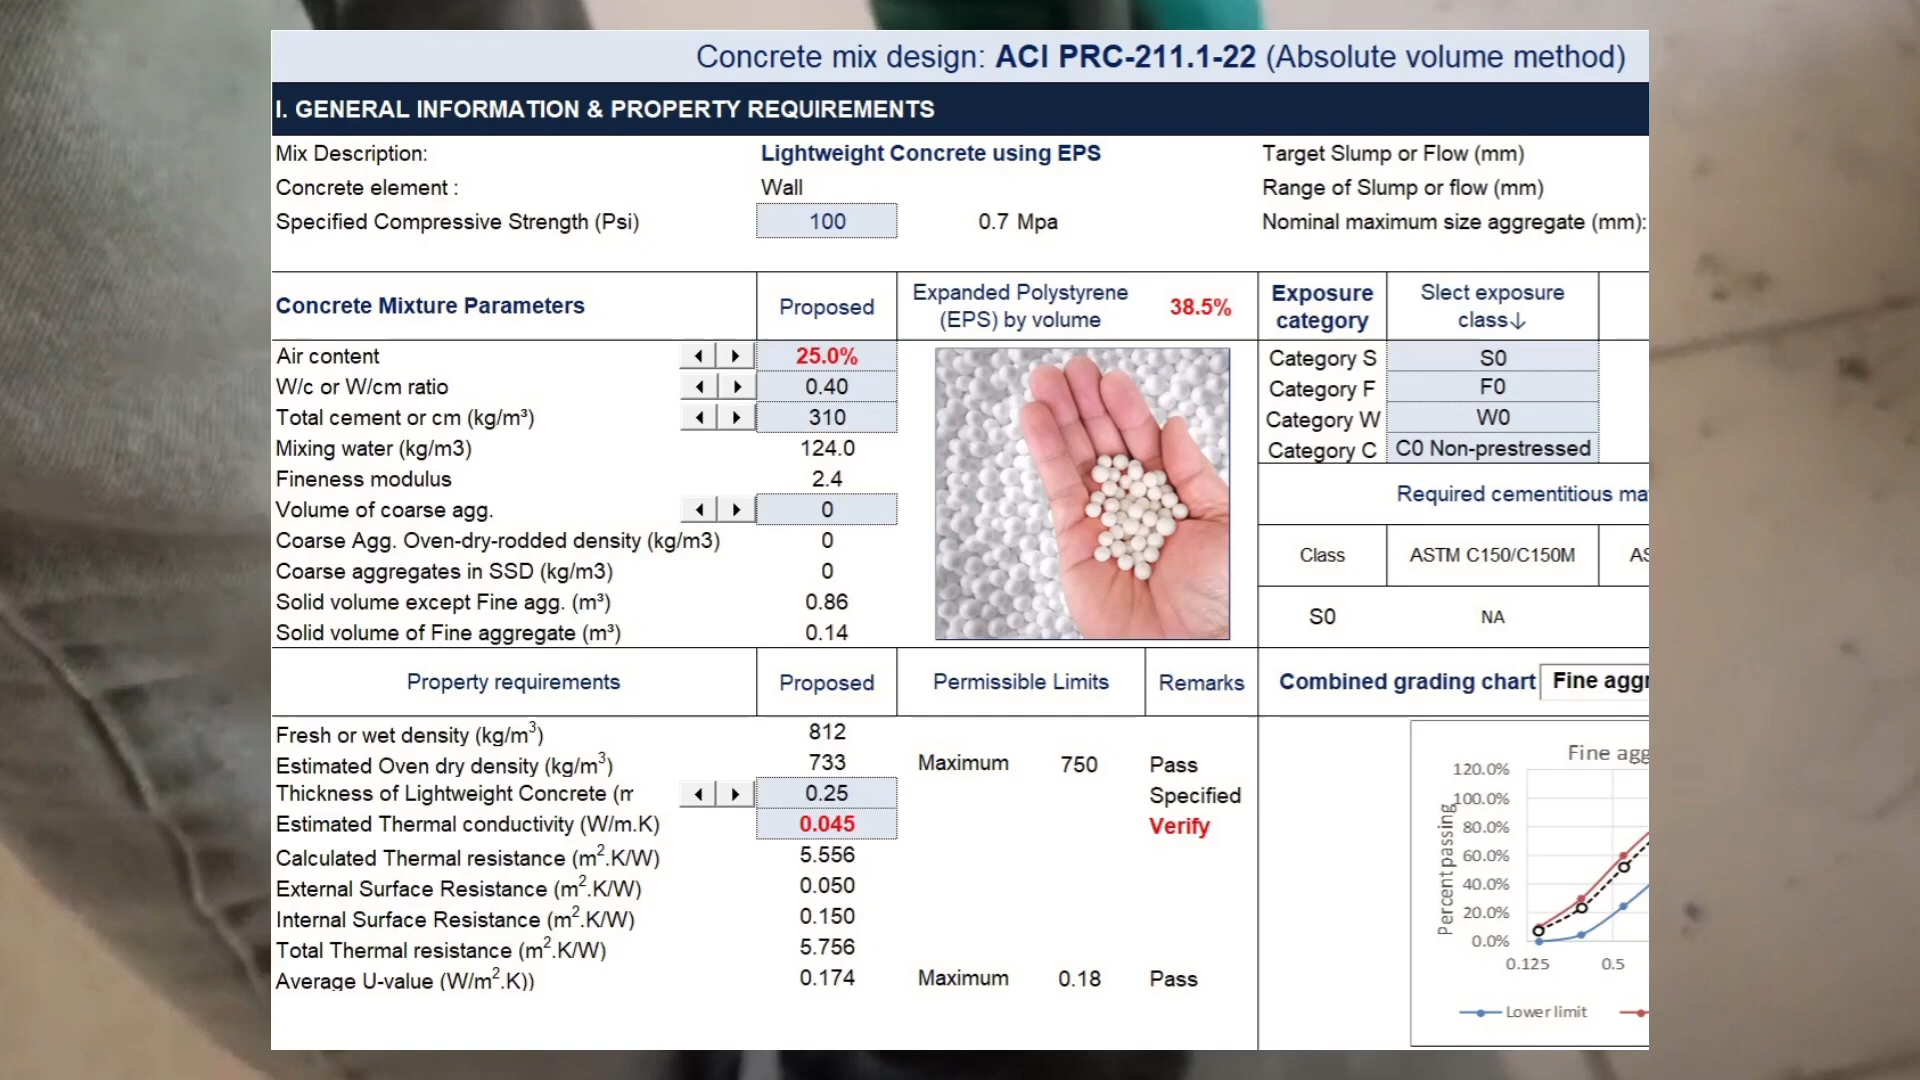 Concrete mix design: ACI PRC-211.1-22 (Absolute volume method)
I. GENERAL INFORMATION & PROPERTY REQUIREMENTS
Mix Description: Lightweight Concrete using EPS Target Slump or Flow (mm)
Concrete element : Wall Range of Slump or flow (mm)
Specified Compressive Strength (Psi) 100 0.7 Mpa Nominal maximum size aggregate (mm):
Concrete Mixture Parameters Proposed
Expanded Polystyrene
(EPS) by volume
38.5%
Air content 25.0%
W/c or W/cm ratio 0.40
Total cement or cm (kg/m³) 310
Mixing water (kg/m3) 124.0
Fineness modulus 2.4
Volume of coarse agg. 0
Coarse Agg. Oven-dry-rodded density (kg/m3) 0
Coarse aggregates in SSD (kg/m3) 0
Solid volume except Fine agg. (m³) 0.86
Solid volume of Fine aggregate (m³) 0.14
Exposure
category
Slect exposure
class↓
Category S S0
Category F F0
Category W W0
Category C C0 Non-prestressed
Required cementitious ma
Class ASTM C150/C150M AS
S0 NA
Property requirements Proposed Permissible Limits Remarks
Fresh or wet density (kg/m³) 812
Estimated Oven dry density (kg/m³) 733 Maximum 750 Pass
Thickness of Lightweight Concrete (m 0.25 Specified
Estimated Thermal conductivity (W/m.K) 0.045 Verify
Calculated Thermal resistance (m².K/W) 5.556
External Surface Resistance (m².K/W) 0.050
Internal Surface Resistance (m².K/W) 0.150
Total Thermal resistance (m².K/W) 5.756
Average U-value (W/m².K)) 0.174 Maximum 0.18 Pass
Combined grading chart Fine aggr
Fine agg
Percent passing
120.0%
100.0%
80.0%
60.0%
40.0%
20.0%
0.0%
0.125 0.5
Lower limit